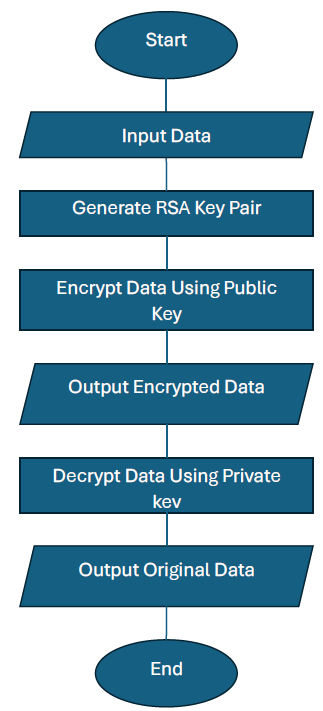 Start
Input Data
Generate RSA Key Pair
Encrypt Data Using Public
Key
Output Encrypted Data
Decrypt Data Using Private
key
Output Original Data
End